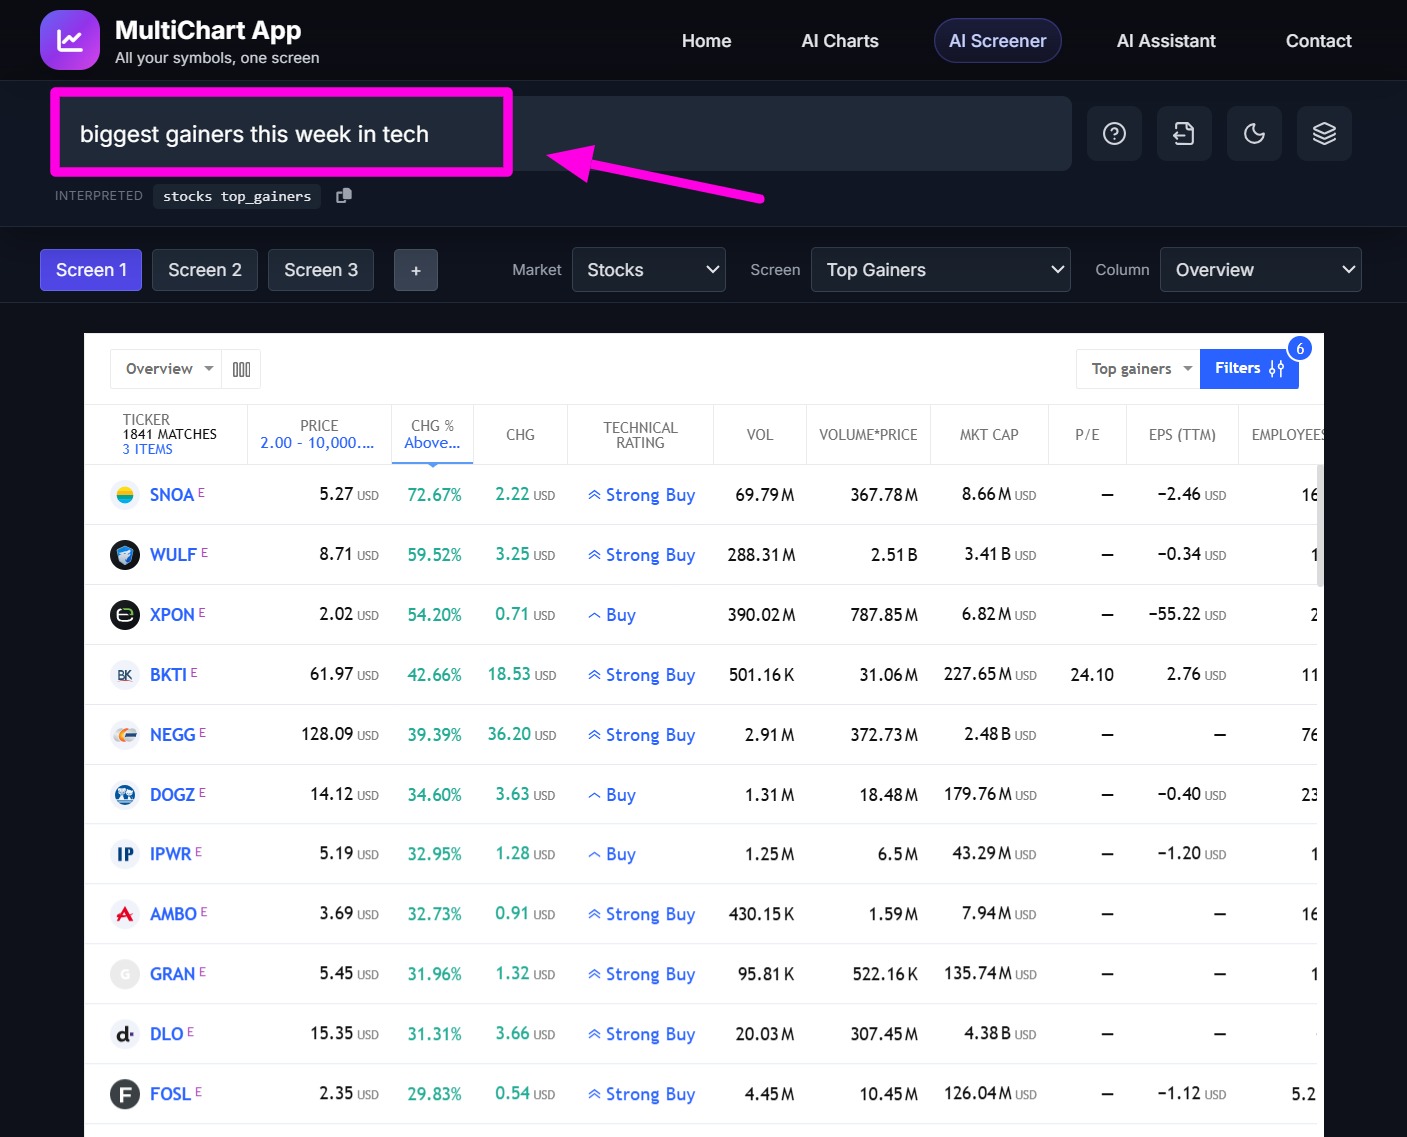 MultiChart App
All your symbols, one screen
Home AI Charts AI Screener AI Assistant Contact
biggest gainers this week in tech
INTERPRETED stocks top_gainers
Screen 1 Screen 2 Screen 3 + Market Stocks Screen Top Gainers Column Overview
6
Overview Top gainers Filters
TICKER 1841 MATCHES 3 ITEMS PRICE 2.00 – 10,000.... CHG % Above... CHG TECHNICAL RATING VOL VOLUME*PRICE MKT CAP P/E EPS (TTM) EMPLOYEES
SNOA E 5.27 USD 72.67% 2.22 USD Strong Buy 69.79 M 367.78 M 8.66 M USD — −2.46 USD 16
WULF E 8.71 USD 59.52% 3.25 USD Strong Buy 288.31 M 2.51 B 3.41 B USD — −0.34 USD 1
XPON E 2.02 USD 54.20% 0.71 USD Buy 390.02 M 787.85 M 6.82 M USD — −55.22 USD 2
BK BKTI E 61.97 USD 42.66% 18.53 USD Strong Buy 501.16 K 31.06 M 227.65 M USD 24.10 2.76 USD 11
NEGG E 128.09 USD 39.39% 36.20 USD Strong Buy 2.91 M 372.73 M 2.48 B USD — — 76
DOGZ E 14.12 USD 34.60% 3.63 USD Buy 1.31 M 18.48 M 179.76 M USD — −0.40 USD 23
IP IPWR E 5.19 USD 32.95% 1.28 USD Buy 1.25 M 6.5 M 43.29 M USD — −1.20 USD 1
AMBO E 3.69 USD 32.73% 0.91 USD Strong Buy 430.15 K 1.59 M 7.94 M USD — — 16
G GRAN E 5.45 USD 31.96% 1.32 USD Strong Buy 95.81 K 522.16 K 135.74 M USD — — 1
d· DLO E 15.35 USD 31.31% 3.66 USD Strong Buy 20.03 M 307.45 M 4.38 B USD — —
F FOSL E 2.35 USD 29.83% 0.54 USD Strong Buy 4.45 M 10.45 M 126.04 M USD — −1.12 USD 5.2